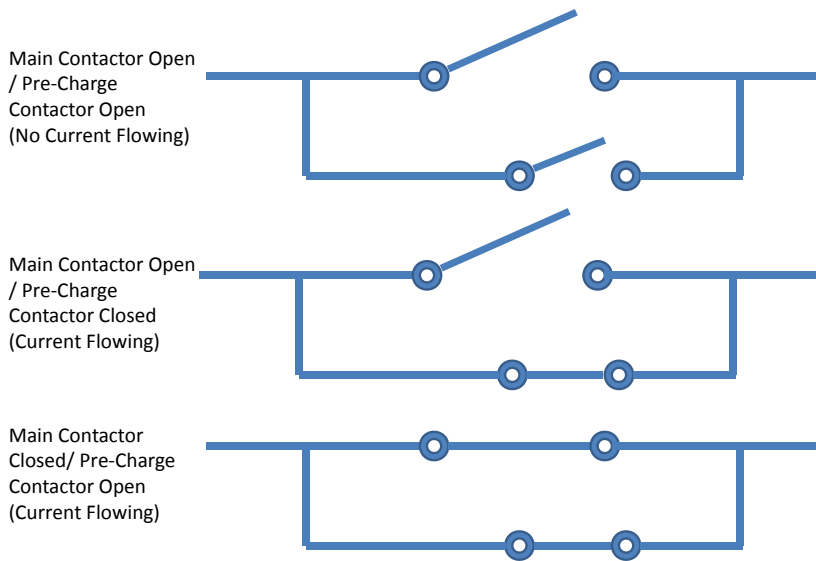 Main Contactor Open
/ Pre-Charge
Contactor Open
(No Current Flowing)
Main Contactor Open
/ Pre-Charge
Contactor Closed
(Current Flowing)
Main Contactor
Closed/ Pre-Charge
Contactor Open
(Current Flowing)